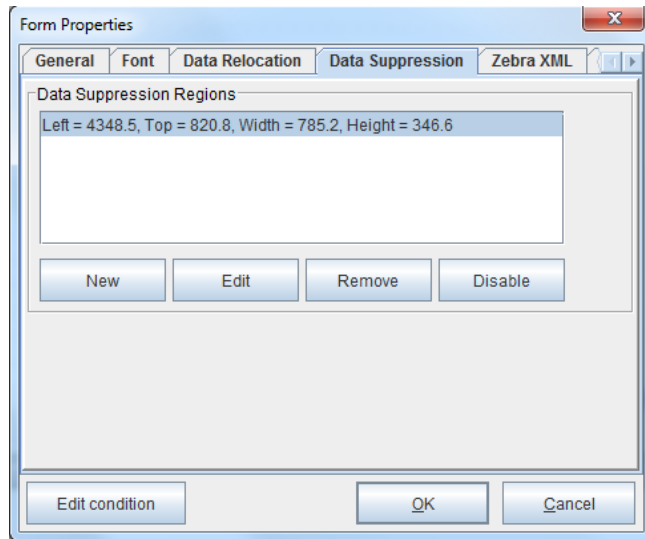 Form Properties
General Font Data Relocation Data Suppression Zebra XML
Data Suppression Regions
Left = 4348.5, Top = 820.8, Width = 785.2, Height = 346.6
New Edit Remove Disable
Edit condition OK Cancel